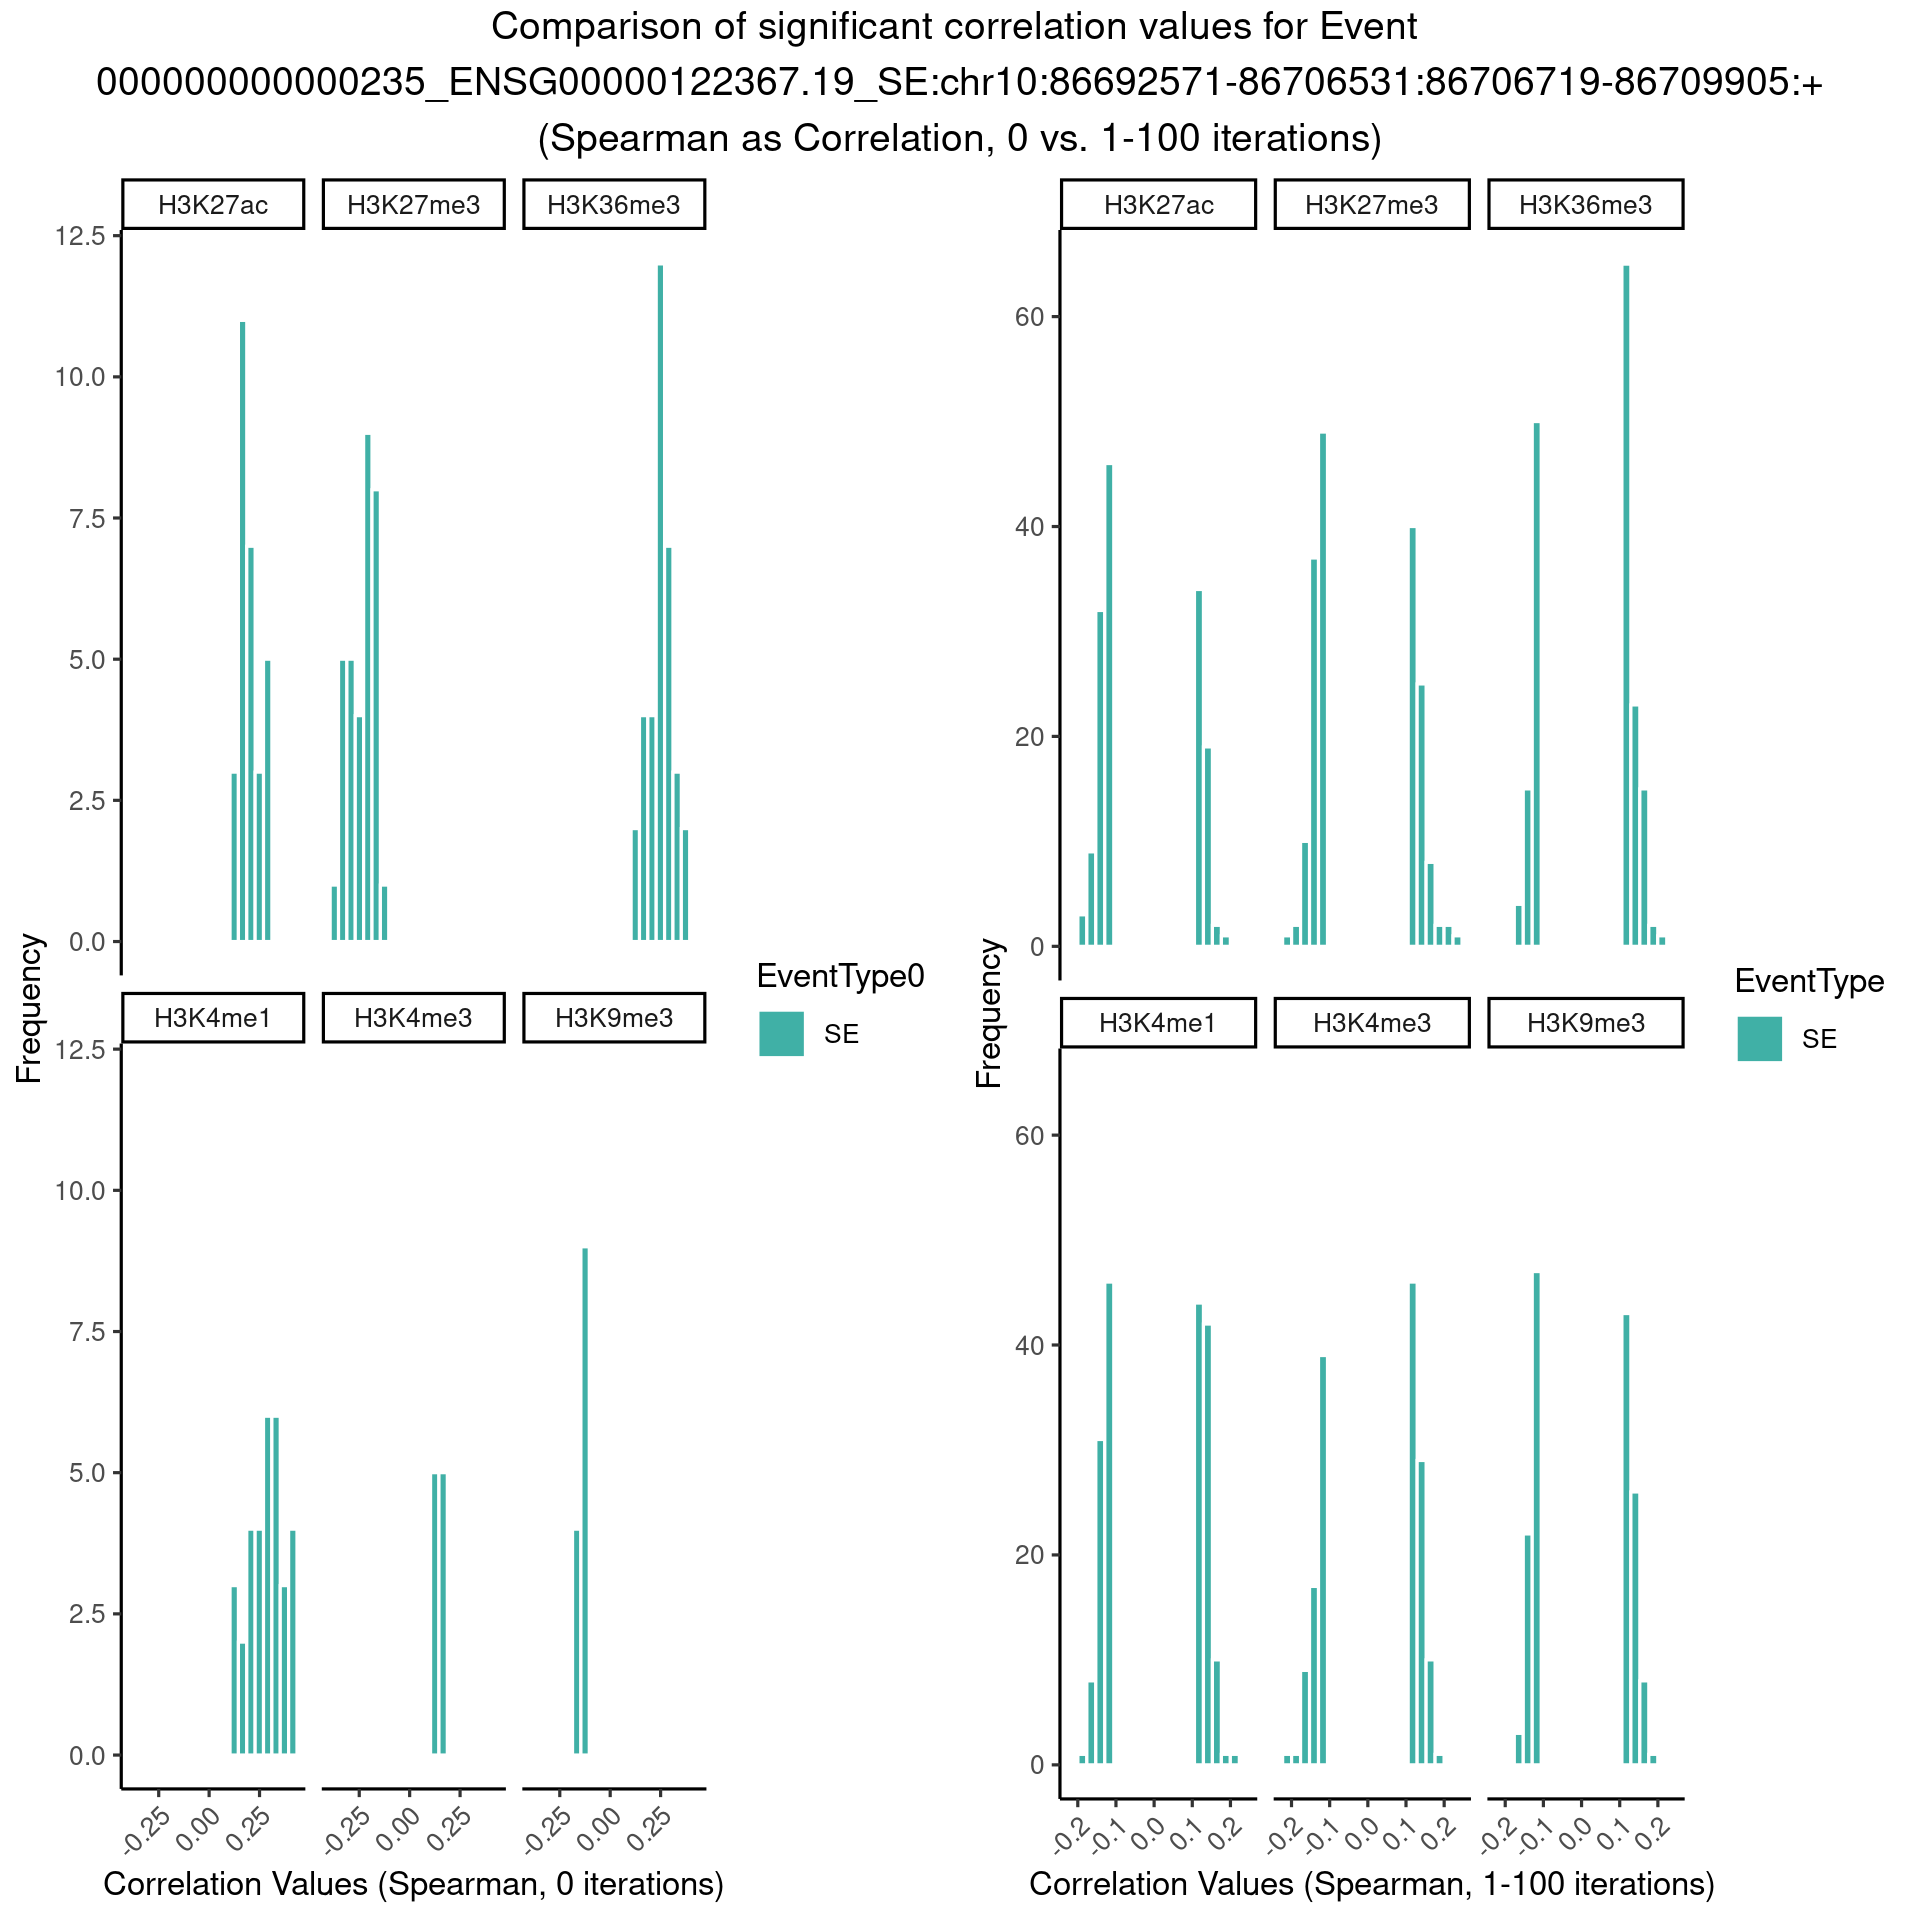 Comparison of significant correlation values for Event
000000000000235_ENSG00000122367.19_SE:chr10:86692571-86706531:86706719-86709905:+
(Spearman as Correlation, 0 vs. 1-100 iterations)
H3K27ac H3K27me3 H3K36me3
12.5
10.0
7.5
5.0
2.5
0.0
H3K4me1 H3K4me3 H3K9me3
12.5
10.0
7.5
5.0
2.5
0.0
-0.25 0.00 0.25 -0.25 0.00 0.25 -0.25 0.00 0.25
Correlation Values (Spearman, 0 iterations)
Frequency
EventType0
SE
H3K27ac H3K27me3 H3K36me3
60
40
20
0
H3K4me1 H3K4me3 H3K9me3
60
40
20
0
-0.2 -0.1 0.0 0.1 0.2 -0.2 -0.1 0.0 0.1 0.2 -0.2 -0.1 0.0 0.1 0.2
Correlation Values (Spearman, 1-100 iterations)
Frequency
EventType
SE